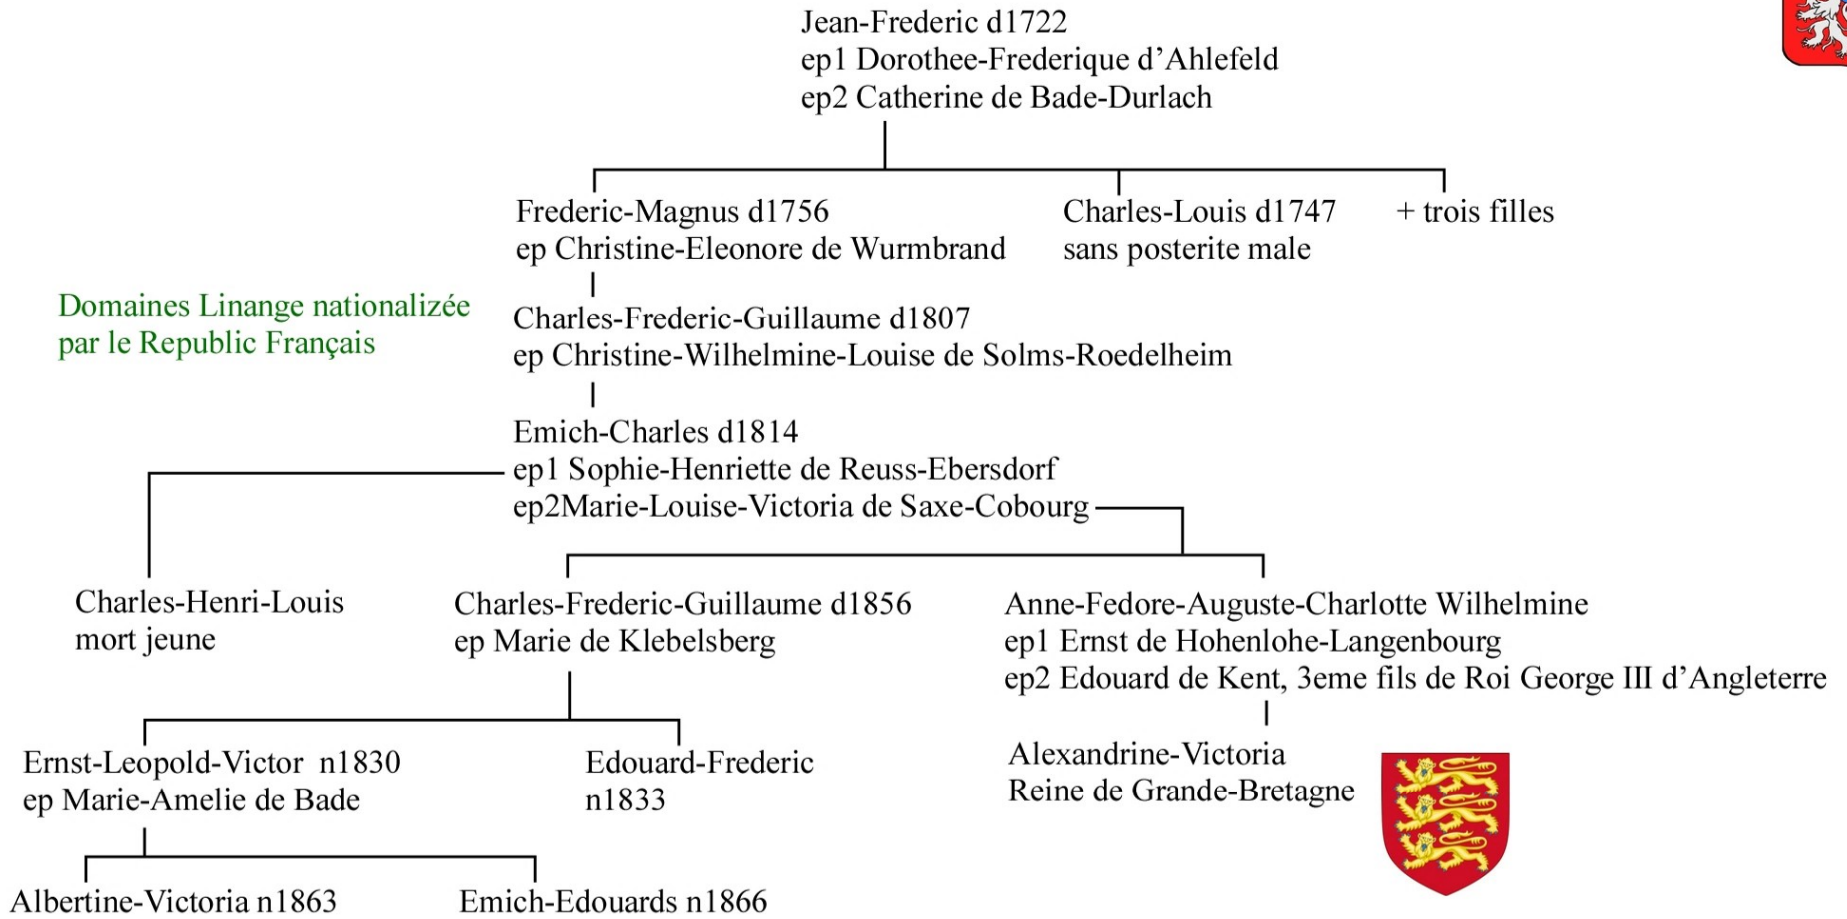 Jean-Frederic d1722
ep1 Dorothee-Frederique d’Ahlefeld
ep2 Catherine de Bade-Durlach
Frederic-Magnus d1756
ep Christine-Eleonore de Wurmbrand
Charles-Louis d1747
sans posterite male
+ trois filles
Domaines Linange nationalizée
par le Republic Français
Charles-Frederic-Guillaume d1807
ep Christine-Wilhelmine-Louise de Solms-Roedelheim
Emich-Charles d1814
ep1 Sophie-Henriette de Reuss-Ebersdorf
ep2Marie-Louise-Victoria de Saxe-Cobourg
Charles-Henri-Louis
mort jeune
Charles-Frederic-Guillaume d1856
ep Marie de Klebelsberg
Anne-Fedore-Auguste-Charlotte Wilhelmine
ep1 Ernst de Hohenlohe-Langenbourg
ep2 Edouard de Kent, 3eme fils de Roi George III d’Angleterre
Ernst-Leopold-Victor n1830
ep Marie-Amelie de Bade
Edouard-Frederic
n1833
Alexandrine-Victoria
Reine de Grande-Bretagne
Albertine-Victoria n1863
Emich-Edouards n1866